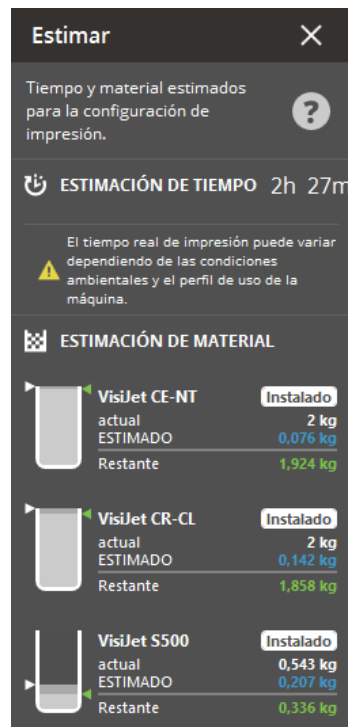 Estimar
Tiempo y material estimados
para la configuración de
impresión.
?
ESTIMACIÓN DE TIEMPO 2h 27m
El tiempo real de impresión puede variar
dependiendo de las condiciones
ambientales y el perfil de uso de la
máquina.
ESTIMACIÓN DE MATERIAL
VisiJet CE-NT Instalado
actual 2 kg
ESTIMADO 0,076 kg
Restante 1,924 kg
VisiJet CR-CL Instalado
actual 2 kg
ESTIMADO 0,142 kg
Restante 1,858 kg
VisiJet S500 Instalado
actual 0,543 kg
ESTIMADO 0,207 kg
Restante 0,336 kg